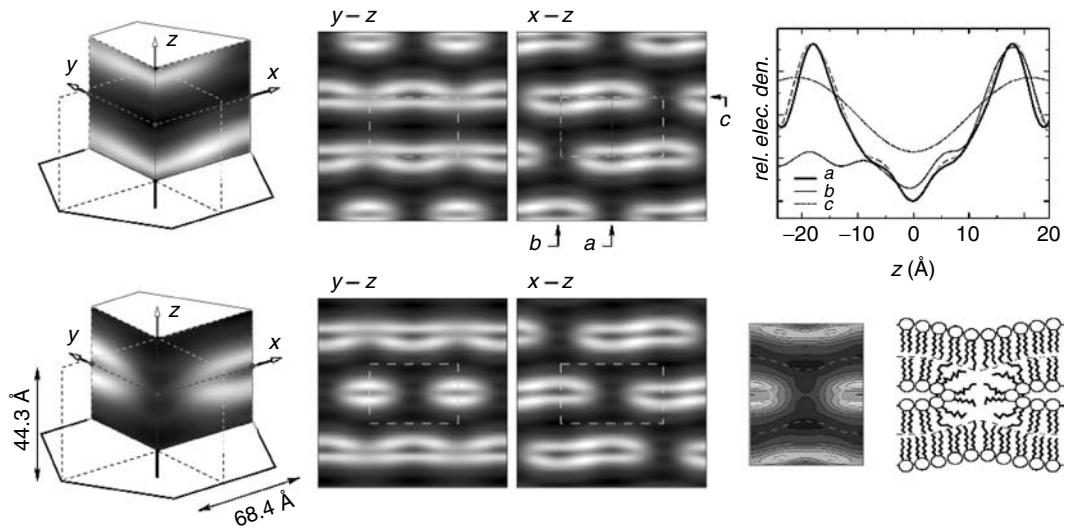 z
y
x
y – z
x – z
c
b
a
rel. elec. den.
a
b
c
–20
–10
0
10
20
z (Å)
z
y
x
44.3 Å
68.4 Å
y – z
x – z